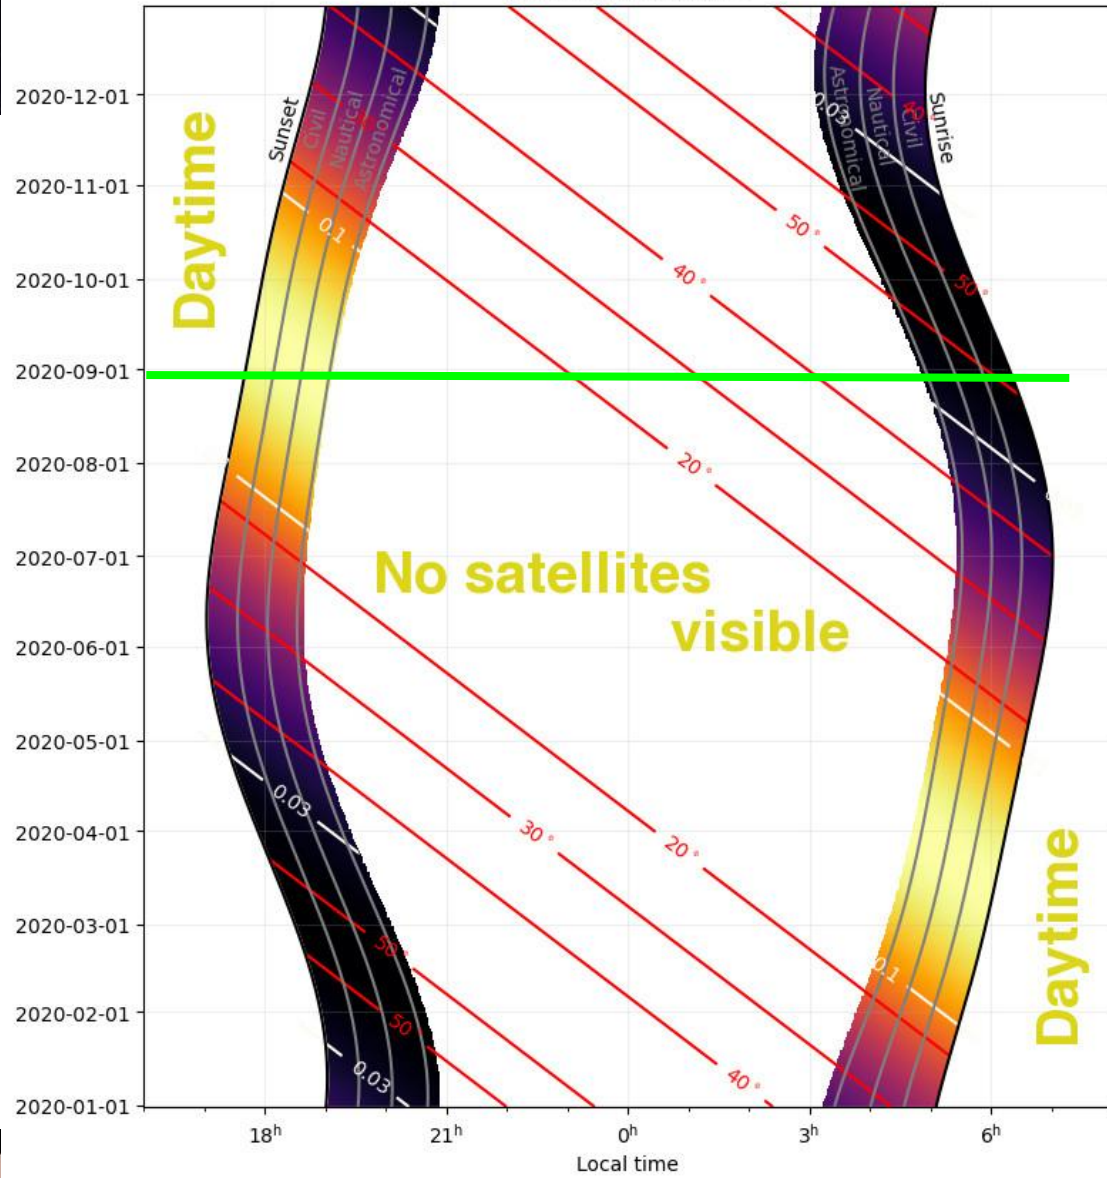 2020-12-01
2020-11-01
2020-10-01
2020-09-01
2020-08-01
2020-07-01
2020-06-01
2020-05-01
2020-04-01
2020-03-01
2020-02-01
2020-01-01
Daytime
Sunset
Civil
Nautical
Astronomical
0.1
0.03
Astronomical
Nautical
Civil
Sunrise
50°
40°
50°
20°
No satellites
visible
0.03
30°
20°
50°
50
0.1
0.03
40°
Daytime
18ʰ
21ʰ
0ʰ
3ʰ
6ʰ
Local time